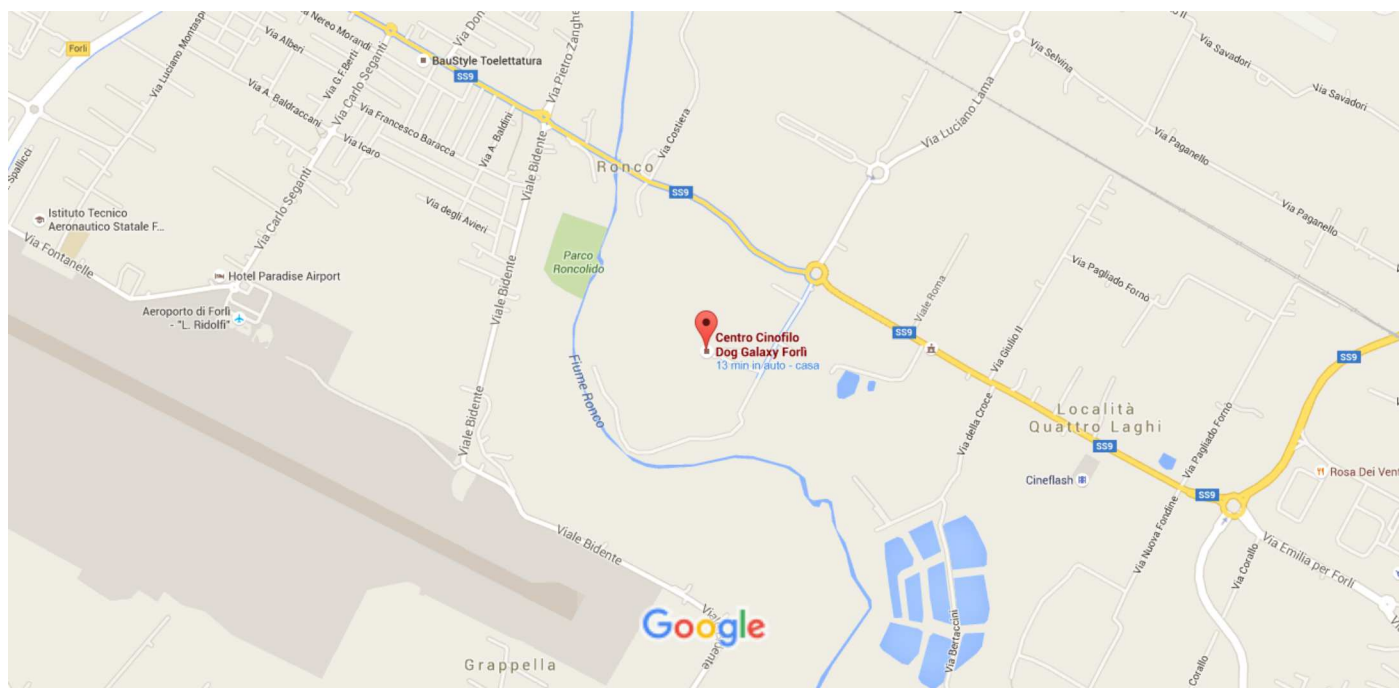 Forlì
Via Nereo Morandi
Via Luciano Montaspro
Via Alberi
Via G.F.Berti
Via Carlo Seganti
Via Don
Via Pietro Zanghe
BauStyle Toelettatura
SS9
Via A. Baldraccani
Via Francesco Baracca
Via A. Baldini
Via Icaro
Viale Bidente
Via degli Avieri
Spallicci
Ronco
Via Costiera
SS9
Via Luciano Lama
Via Selvina
Via Savadori
Via Savadori
Via Paganello
Via Paganello
Istituto Tecnico
Aeronautico Statale F...
Via Fontanelle
Via Carlo Seganti
Hotel Paradise Airport
Aeroporto di Forlì
- "L. Ridolfi"
Viale Bidente
Parco
Roncolido
Fiume Ronco
Centro Cinofilo
Dog Galaxy Forlì
13 min in auto - casa
Viale Roma
SS9
Via Pagliado Fornò
Via Giulio II
SS9
Viale Bidente
Via della Croce
Località
Quattro Laghi
SS9
Via Pagliado Fornò
Cineflash
Rosa Dei Vent
SS9
Via Nuova Fondine
Via Emilia per Forlì
Via Corallo
Corallo
Viale Bidente
Via Bertaccini
Google
Grappella